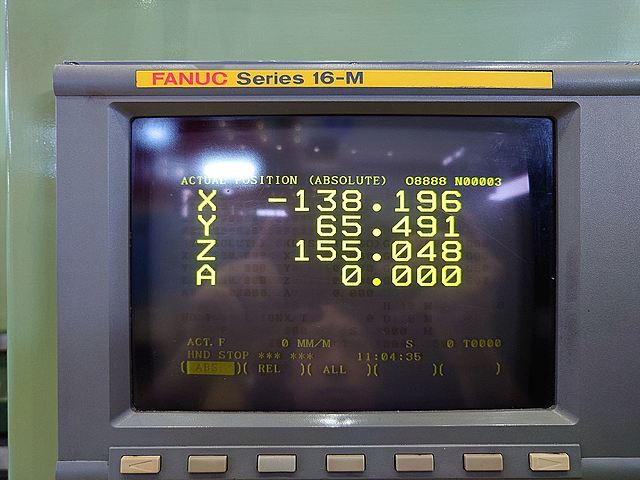 FANUC Series 16-M
ACTUAL POSITION (ABSOLUTE) O8888 N00003
X -138.196
Y 65.491
Z 155.048
A 0.000
ACT.F 0 MM/M S 0 T0000
HND STOP *** *** 11:04:35
( ABS )( REL )( ALL )( )( )